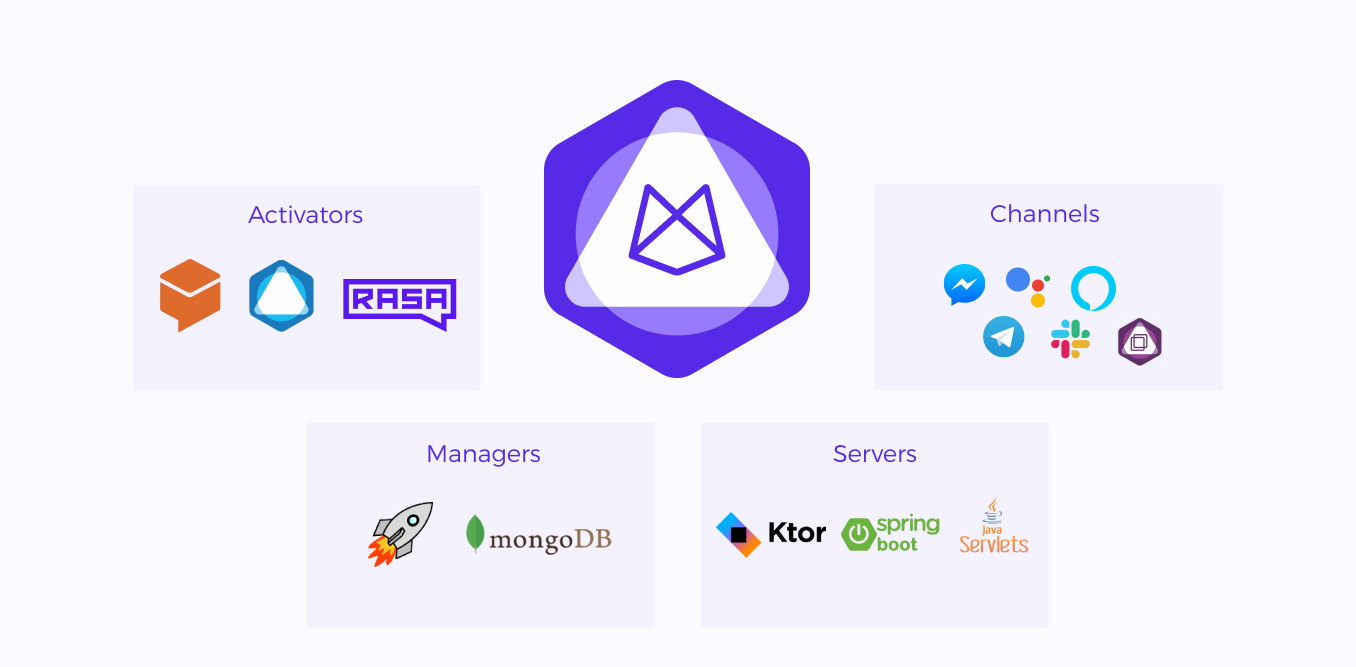 Activators
RASA
Channels
Managers
mongoDB
Servers
Ktor
spring
boot
Java
Servlets